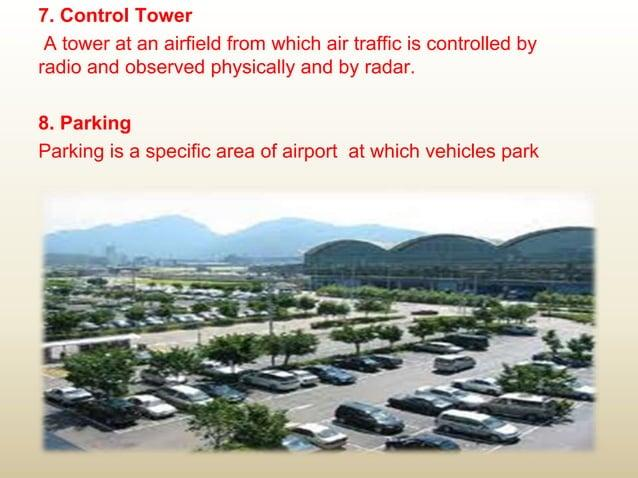 7. Control Tower
A tower at an airfield from which air traffic is controlled by
radio and observed physically and by radar.
8. Parking
Parking is a specific area of airport  at which vehicles park